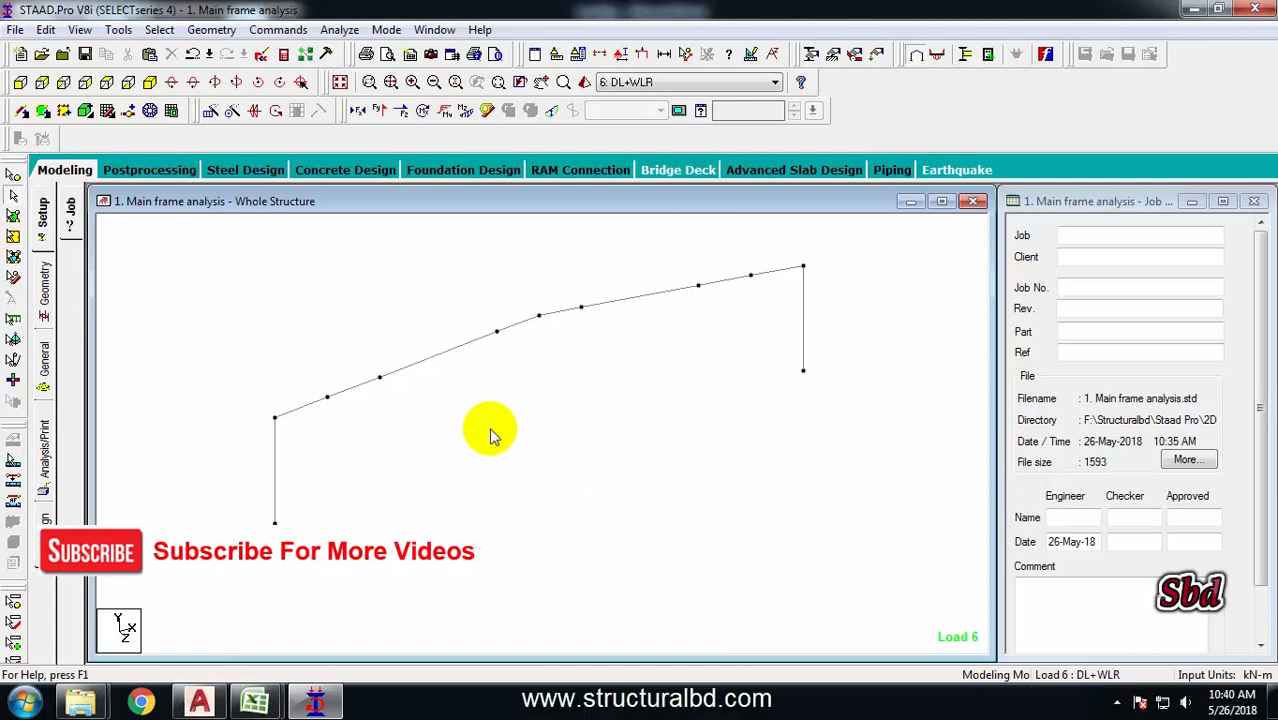 STAAD.Pro V8i (SELECTseries 4) - 1. Main frame analysis
File Edit View Tools Select Geometry Commands Analyze Mode Window Help
6: DL+WLR
Modeling Postprocessing Steel Design Concrete Design Foundation Design RAM Connection Bridge Deck Advanced Slab Design Piping Earthquake
Setup
Job
Geometry
General
Analysis/Print
1. Main frame analysis - Whole Structure
1. Main frame analysis - Job ...
Job
Client
Job No.
Rev.
Part
Ref
File
Filename : 1. Main frame analysis.std
Directory : F:\Structuralbd\Staad Pro\2D
Date / Time : 26-May-2018 10:35 AM
File size : 1593 More...
Engineer Checker Approved
Name
Date 26-May-18
Comment
Subscribe Subscribe For More Videos
Sbd
Y
X
Z
Load 6
For Help, press F1
Modeling Mo Load 6 : DL+WLR Input Units: kN-m
www.structuralbd.com
10:40 AM
5/26/2018